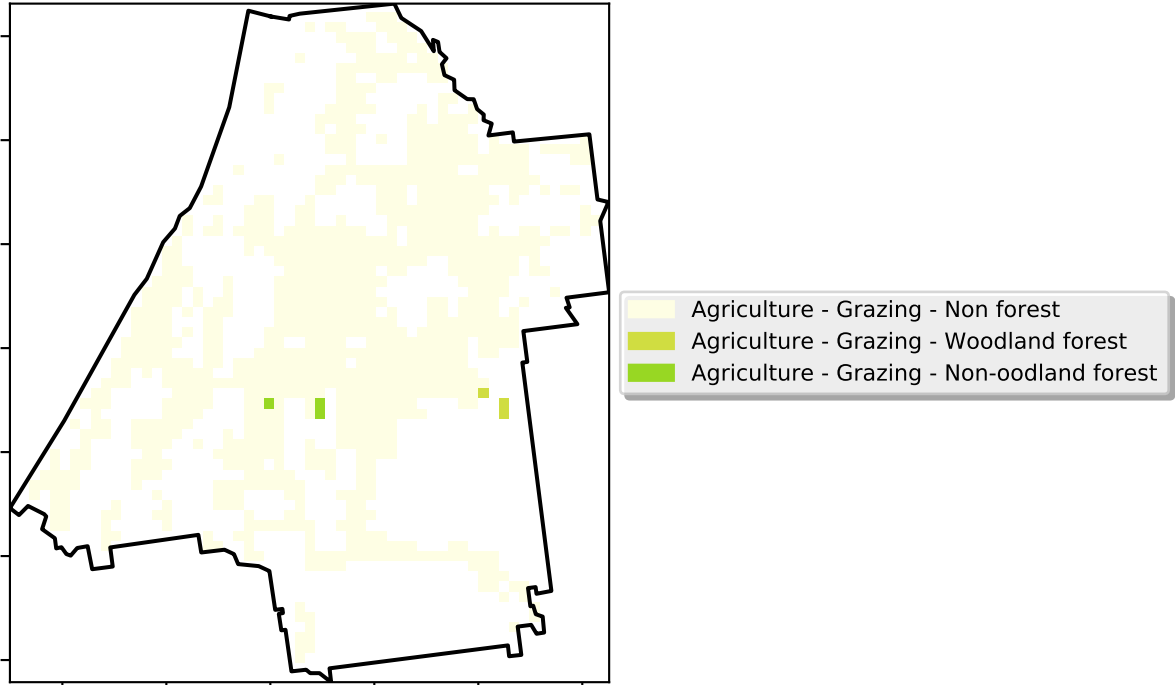 Agriculture - Grazing - Non forest
Agriculture - Grazing - Woodland forest
Agriculture - Grazing - Non-oodland forest